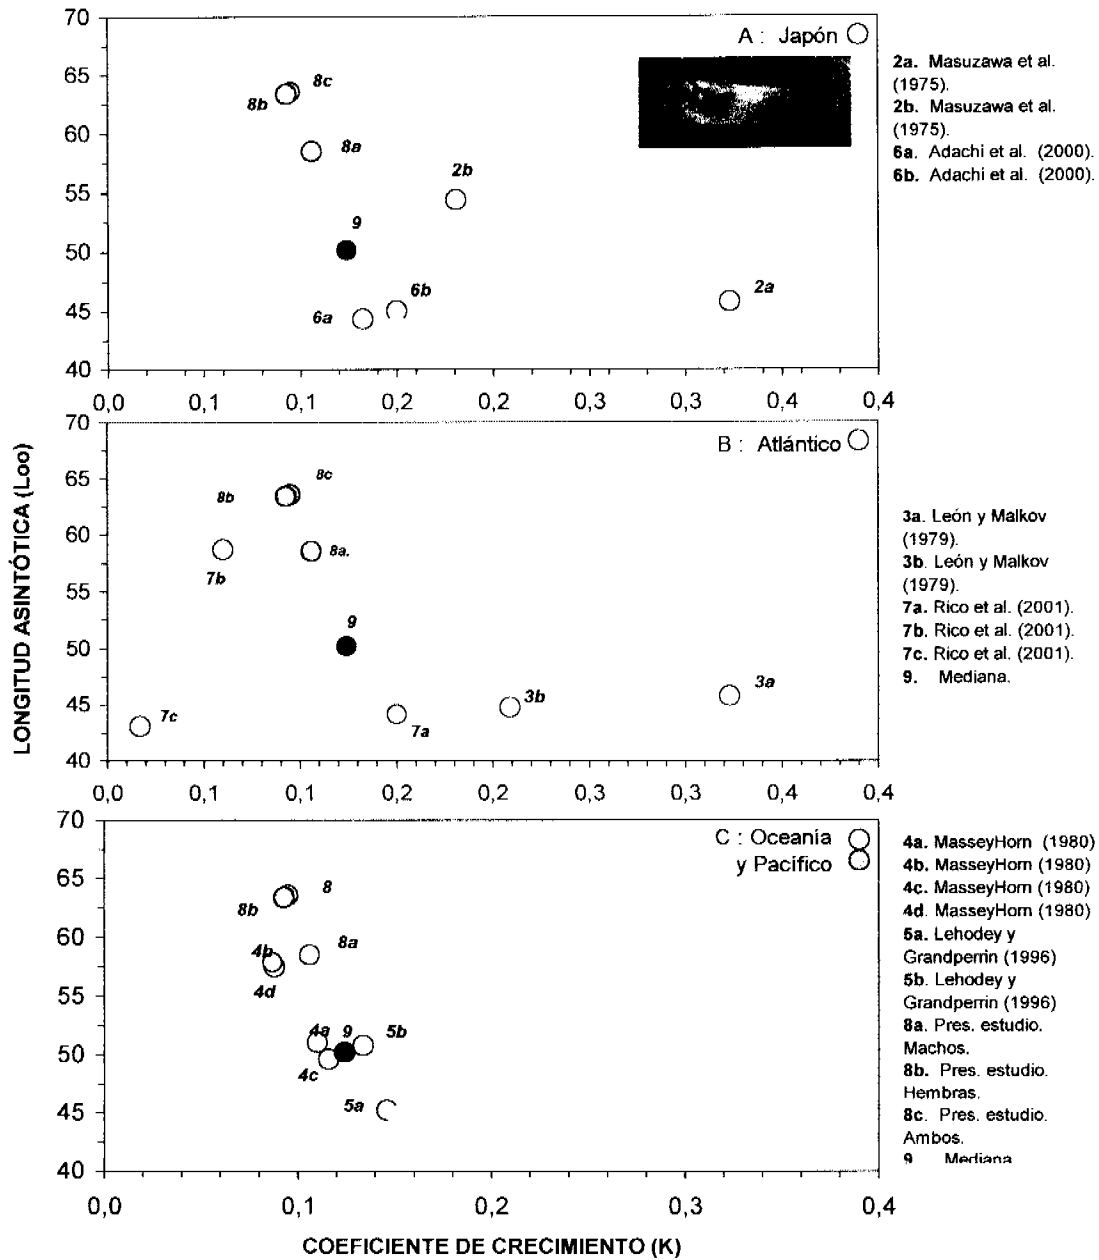 70
65
60
55
50
45
40
A : Japón
8c
8b
8a
2b
9
6b
6a
2a
0,0 0,1 0,1 0,2 0,2 0,3 0,3 0,4
2a. Masuzawa et al.
(1975).
2b. Masuzawa et al.
(1975).
6a. Adachi et al. (2000).
6b. Adachi et al. (2000).
LONGITUD ASINTÓTICA (Loo)
70
65
60
55
50
45
40
B : Atlántico
8c
8b
8a.
7b
9
3a
3b
7c
7a
0,0 0,1 0,1 0,2 0,2 0,3 0,3 0,4
3a. León y Malkov
(1979).
3b. León y Malkov
(1979).
7a. Rico et al. (2001).
7b. Rico et al. (2001).
7c. Rico et al. (2001).
9. Mediana.
70
65
60
55
50
45
40
C : Oceanía
y Pacífico
8
8b
8a
4b
4d
4a
9
5b
4c
5a
0,0 0,1 0,2 0,3 0,4
COEFICIENTE DE CRECIMIENTO (K)
4a. MasseyHorn (1980)
4b. MasseyHorn (1980)
4c. MasseyHorn (1980)
4d. MasseyHorn (1980)
5a. Lehodey y
Grandperrin (1996)
5b. Lehodey y
Grandperrin (1996)
8a. Pres. estudio.
Machos.
8b. Pres. estudio.
Hembras.
8c. Pres. estudio.
Ambos.
9 Mediana